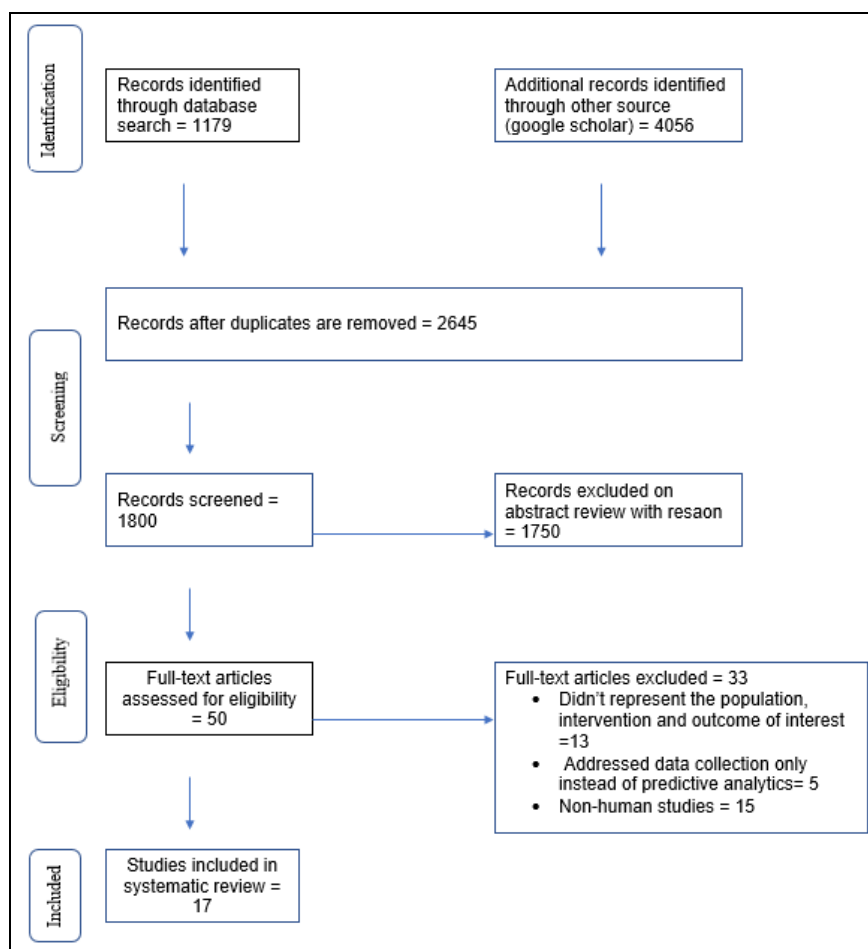 Identification
Records identified
through database
search = 1179
Additional records identified
through other source
(google scholar) = 4056
Screening
Records after duplicates are removed = 2645
Records screened =
1800
Records excluded on
abstract review with resaon
= 1750
Eligibility
Full-text articles
assessed for eligibility
= 50
Full-text articles excluded = 33
• Didn’t represent the population,
intervention and outcome of interest
=13
• Addressed data collection only
instead of predictive analytics= 5
• Non-human studies = 15
Included
Studies included in
systematic review =
17